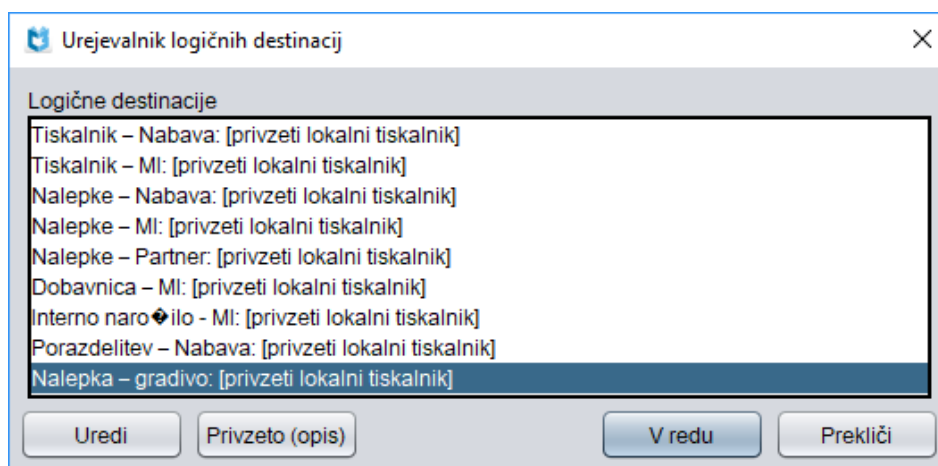 Urejevalnik logičnih destinacij
Logične destinacije
Tiskalnik – Nabava: [privzeti lokalni tiskalnik]
Tiskalnik – MI: [privzeti lokalni tiskalnik]
Nalepke – Nabava: [privzeti lokalni tiskalnik]
Nalepke – MI: [privzeti lokalni tiskalnik]
Nalepke – Partner: [privzeti lokalni tiskalnik]
Dobavnica – MI: [privzeti lokalni tiskalnik]
Interno naro�ilo - MI: [privzeti lokalni tiskalnik]
Porazdelitev – Nabava: [privzeti lokalni tiskalnik]
Nalepka – gradivo: [privzeti lokalni tiskalnik]
Uredi Privzeto (opis) V redu Prekliči